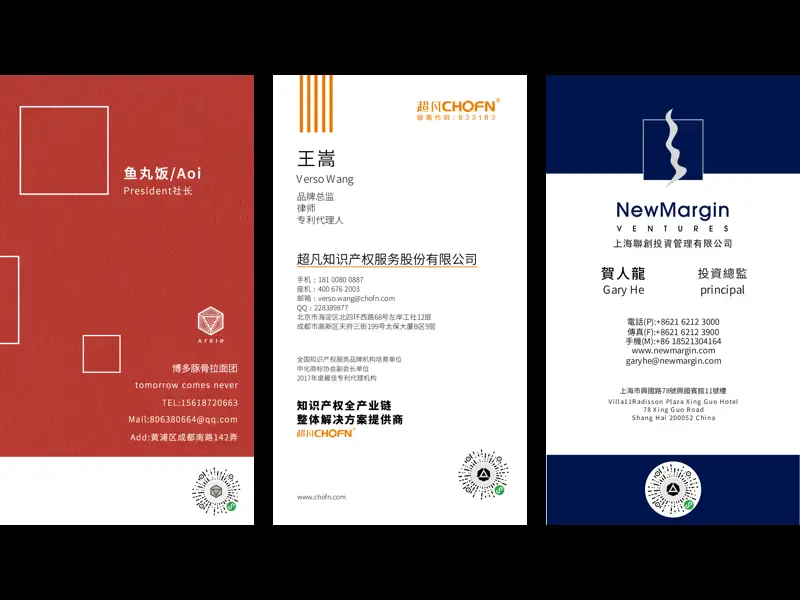 鱼丸饭/Aoi
President社长
ARKIE
博多豚骨拉面团
tomorrow comes never
TEL:15618720663
Mail:806380664@qq.com
Add:黄浦区成都南路142弄
超凡CHOFN®
股票代码:833183
王嵩
Verso Wang
品牌总监
律师
专利代理人
超凡知识产权服务股份有限公司
手机:181 0080 0887
座机:400 676 2003
邮箱:verso.wang@chofn.com
QQ:228389877
北京市海淀区北四环西路68号左岸工社12层
成都市高新区天府三街199号太保大厦B区9层
全国知识产权服务品牌机构培育单位
中化商标协会副会长单位
2017年度最佳专利代理机构
知识产权全产业链
整体解决方案提供商
超凡CHOFN®
www.chofn.com
NewMargin
VENTURES
上海聯創投資管理有限公司
賀人龍 投資總監
Gary He principal
電話(P):+8621 6212 3000
傳真(F):+8621 6212 3900
手機(M):+86 18521304164
www.newmargin.com
garyhe@newmargin.com
上海市興國路78號興國賓館11號樓
Villa11Radisson Plaza Xing Guo Hotel
78 Xing Guo Road
Shang Hai 200052 China